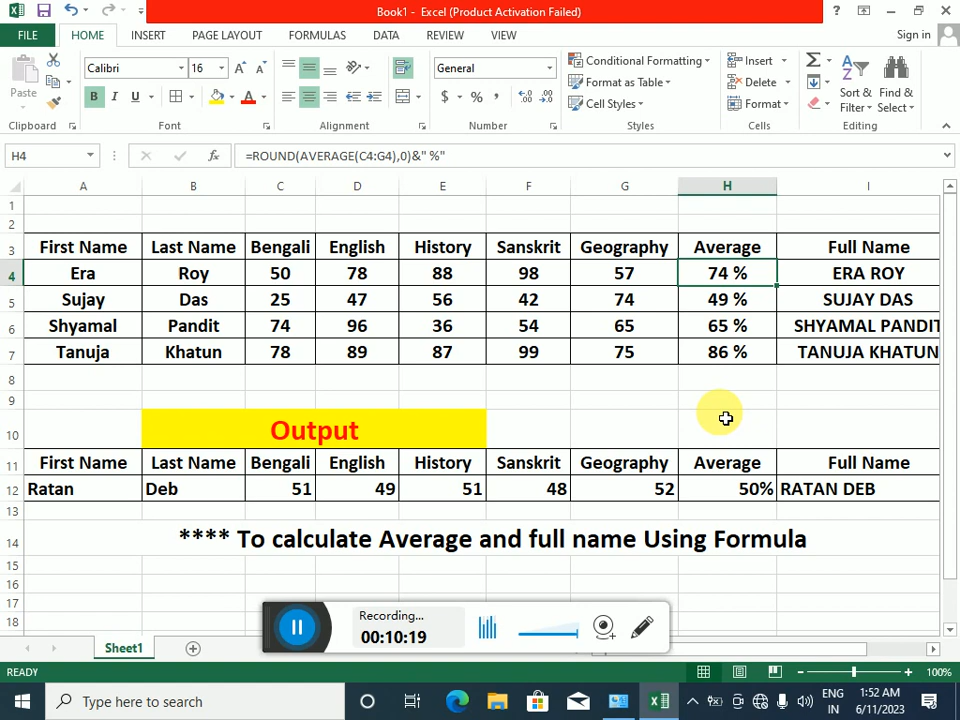 Book1 - Excel (Product Activation Failed)
FILE HOME INSERT PAGE LAYOUT FORMULAS DATA REVIEW VIEW Sign in
Paste
Calibri 16
General
Conditional Formatting
Format as Table
Cell Styles
Insert
Delete
Format
Sort & Filter
Find & Select
Clipboard Font Alignment Number Styles Cells Editing
H4 =ROUND(AVERAGE(C4:G4),0)&" %"
A B C D E F G H I
1
2
3 First Name Last Name Bengali English History Sanskrit Geography Average Full Name
4 Era Roy 50 78 88 98 57 74 % ERA ROY
5 Sujay Das 25 47 56 42 74 49 % SUJAY DAS
6 Shyamal Pandit 74 96 36 54 65 65 % SHYAMAL PANDIT
7 Tanuja Khatun 78 89 87 99 75 86 % TANUJA KHATUN
8
9
10 Output
11 First Name Last Name Bengali English History Sanskrit Geography Average Full Name
12 Ratan Deb 51 49 51 48 52 50% RATAN DEB
13
14 **** To calculate Average and full name Using Formula
15
16
17
18
Recording...
00:10:19
Sheet1
READY 100%
Type here to search
ENG
IN
1:52 AM
6/11/2023